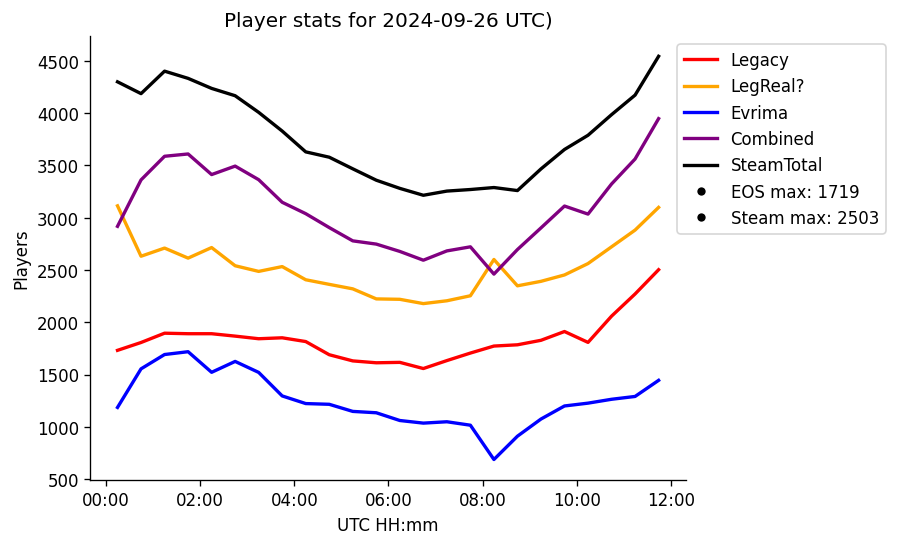 Player stats for 2024-09-26 UTC)
Legacy
LegReal?
Evrima
Combined
SteamTotal
EOS max: 1719
Steam max: 2503
Players
4500
4000
3500
3000
2500
2000
1500
1000
500
00:00 02:00 04:00 06:00 08:00 10:00 12:00
UTC HH:mm